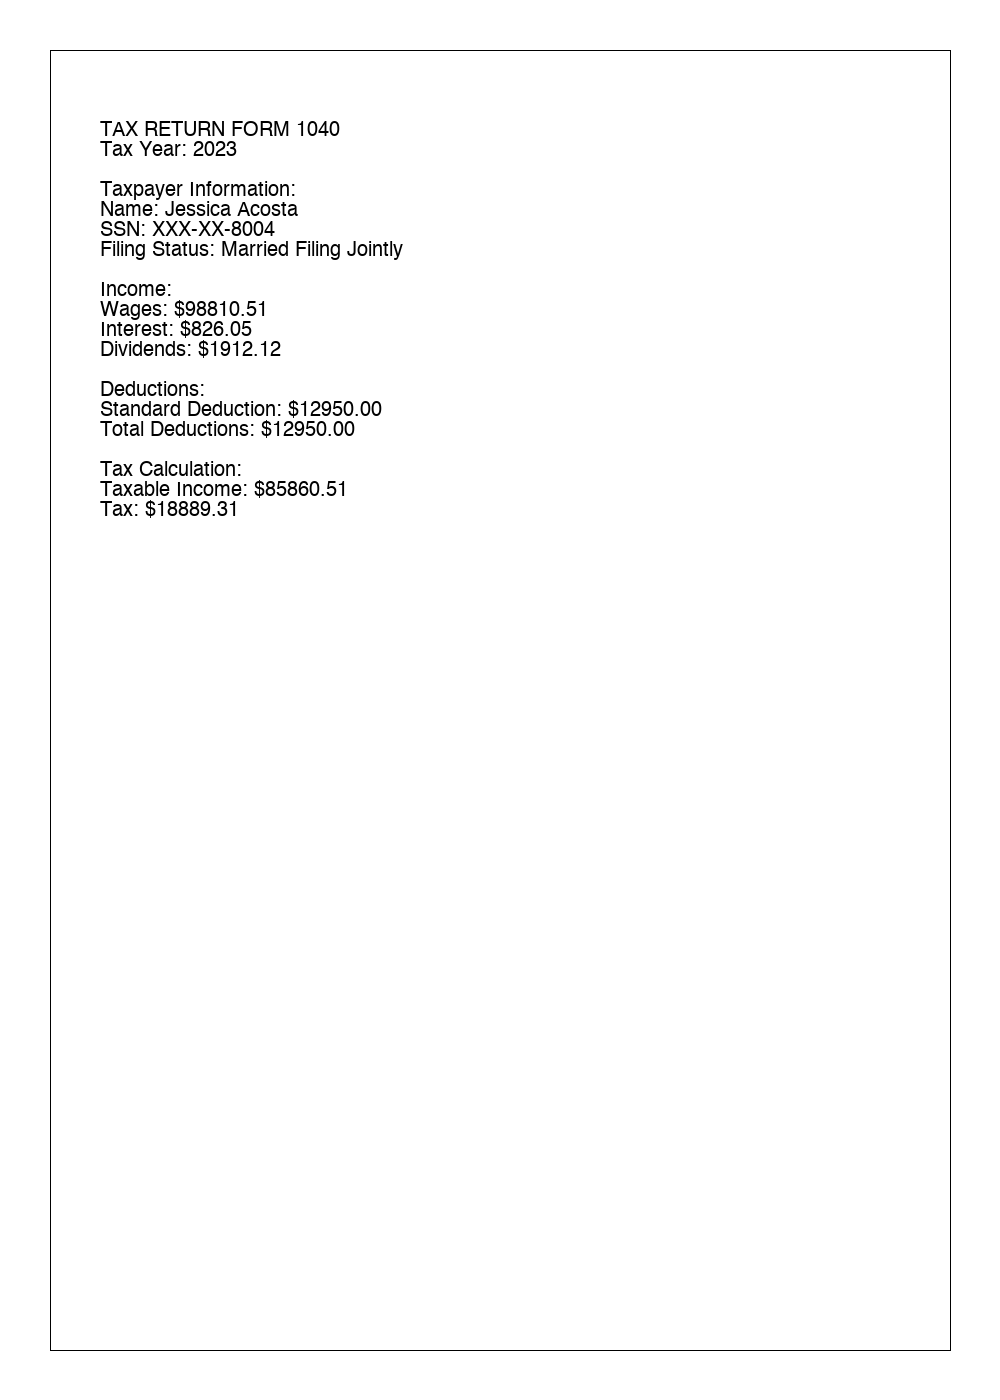 TAX RETURN FORM 1040
Tax Year: 2023
Taxpayer Information:
Name: Jessica Acosta
SSN: XXX-XX-8004
Filing Status: Married Filing Jointly
Income:
Wages: $98810.51
Interest: $826.05
Dividends: $1912.12
Deductions:
Standard Deduction: $12950.00
Total Deductions: $12950.00
Tax Calculation:
Taxable Income: $85860.51
Tax: $18889.31